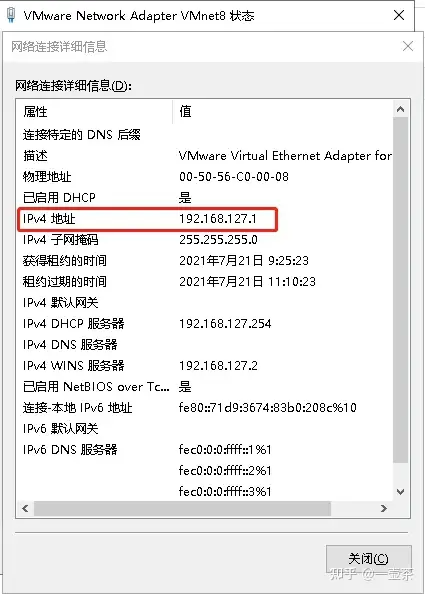 VMware Network Adapter VMnet8 状态
网络连接详细信息
网络连接详细信息(D):
属性 值
连接特定的 DNS 后缀
描述 VMware Virtual Ethernet Adapter for
物理地址 00-50-56-C0-00-08
已启用 DHCP 是
IPv4 地址 192.168.127.1
IPv4 子网掩码 255.255.255.0
获得租约的时间 2021年7月21日 9:25:23
租约过期的时间 2021年7月21日 11:10:23
IPv4 默认网关
IPv4 DHCP 服务器 192.168.127.254
IPv4 DNS 服务器
IPv4 WINS 服务器 192.168.127.2
已启用 NetBIOS over Tc... 是
连接-本地 IPv6 地址 fe80::71d9:3674:83b0:208c%10
IPv6 默认网关
IPv6 DNS 服务器 fec0:0:0:ffff::1%1
fec0:0:0:ffff::2%1
fec0:0:0:ffff::3%1
关闭(C)
知乎 @一壶茶